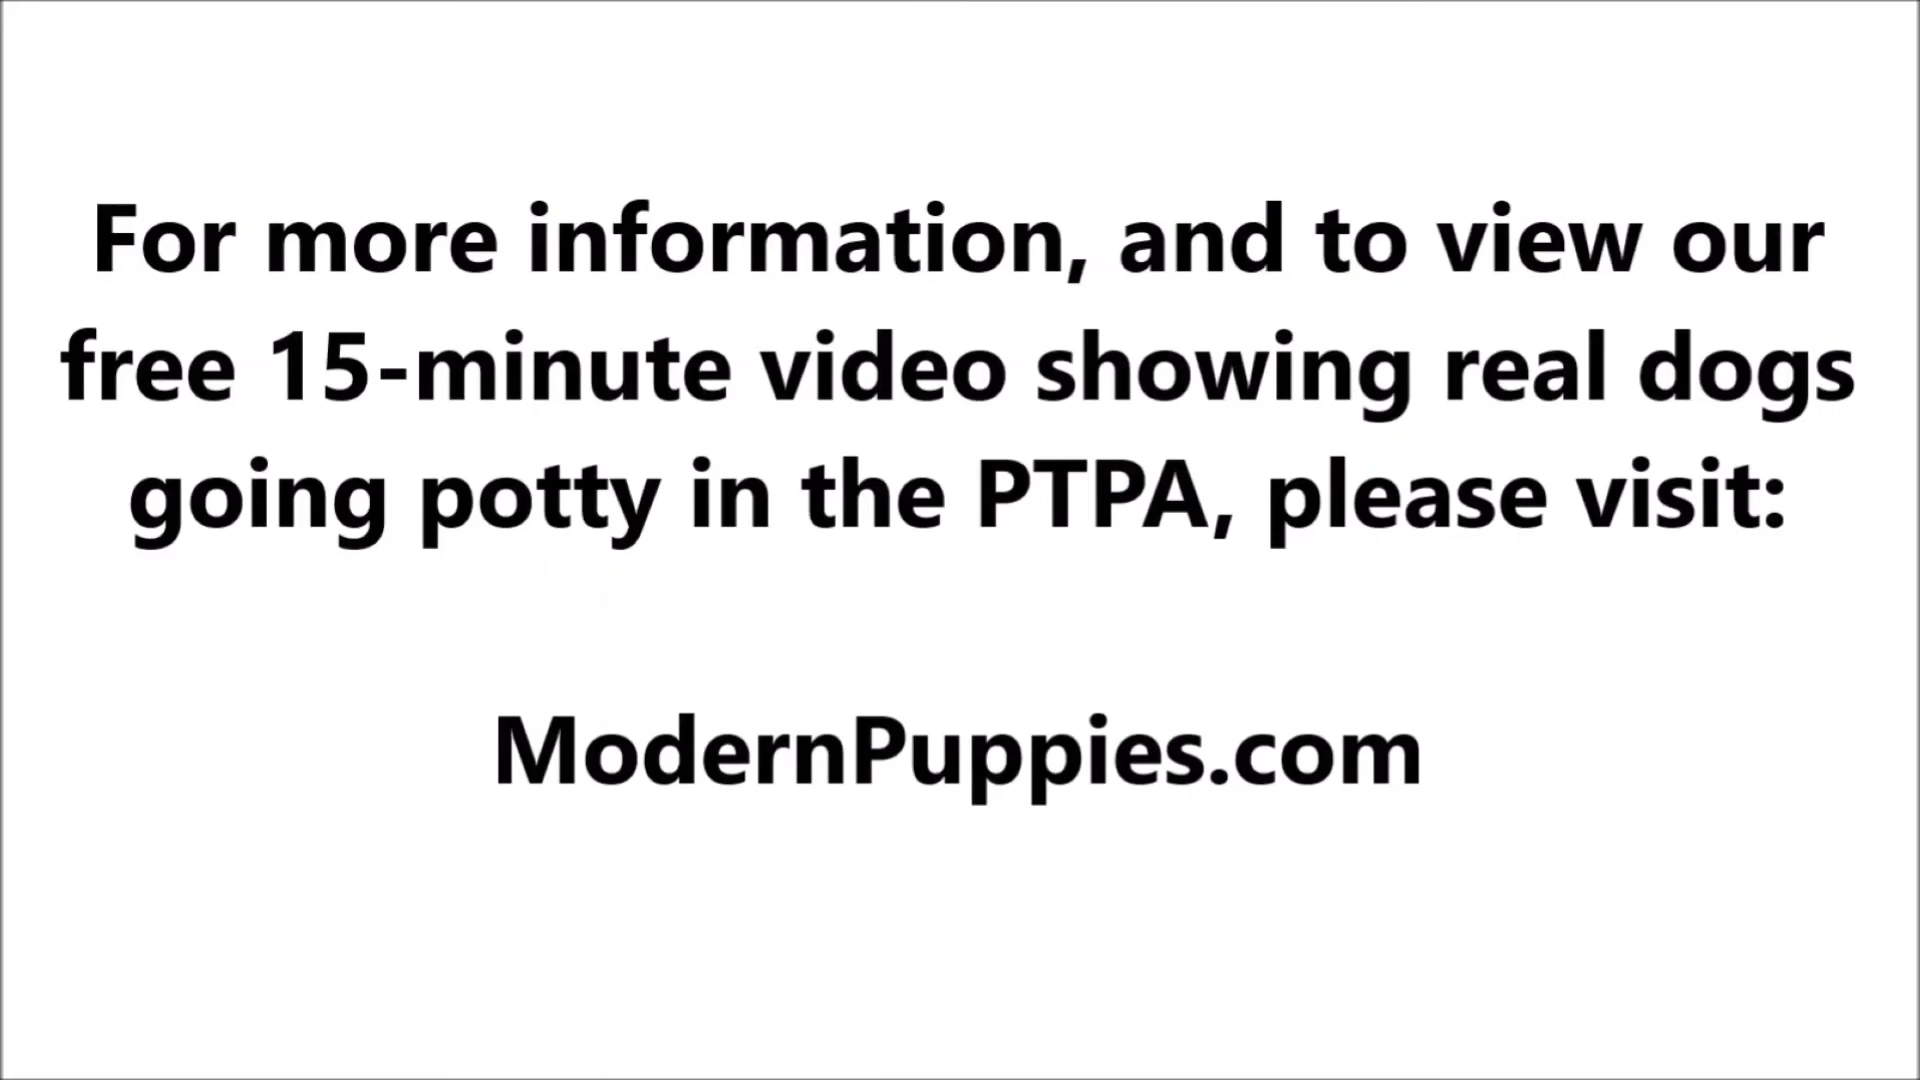 For more information, and to view our
free 15-minute video showing real dogs
going potty in the PTPA, please visit:
ModernPuppies.com